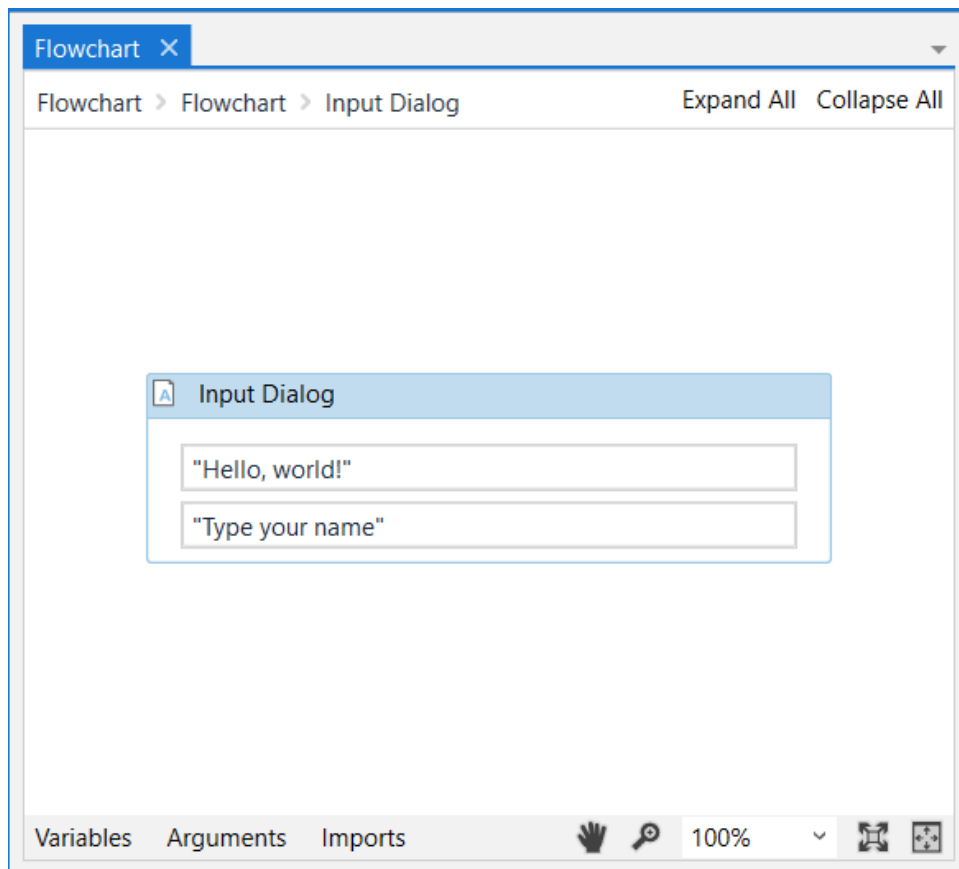 Flowchart
Flowchart > Flowchart > Input Dialog Expand All Collapse All
Input Dialog
"Hello, world!"
"Type your name"
Variables Arguments Imports 100%